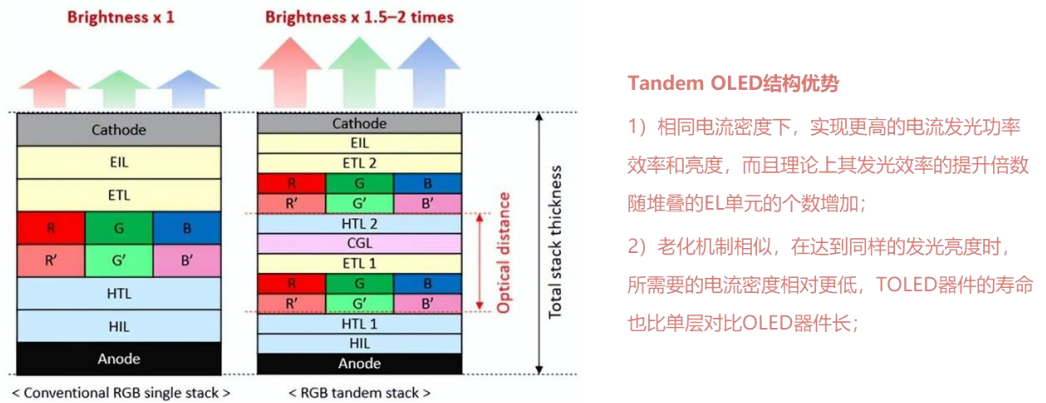 Brightness x 1
Brightness x 1.5–2 times
Cathode
EIL
ETL
R G B
R’ G’ B’
HTL
HIL
Anode
< Conventional RGB single stack >
Cathode
EIL
ETL 2
R G B
R’ G’ B’
HTL 2
CGL
ETL 1
R G B
R’ G’ B’
HTL 1
HIL
Anode
< RGB tandem stack >
Optical distance
Total stack thickness
Tandem OLED结构优势
1）相同电流密度下，实现更高的电流发光功率
效率和亮度，而且理论上其发光效率的提升倍数
随堆叠的EL单元的个数增加；
2）老化机制相似，在达到同样的发光亮度时，
所需要的电流密度相对更低，TOLED器件的寿命
也比单层对比OLED器件长；